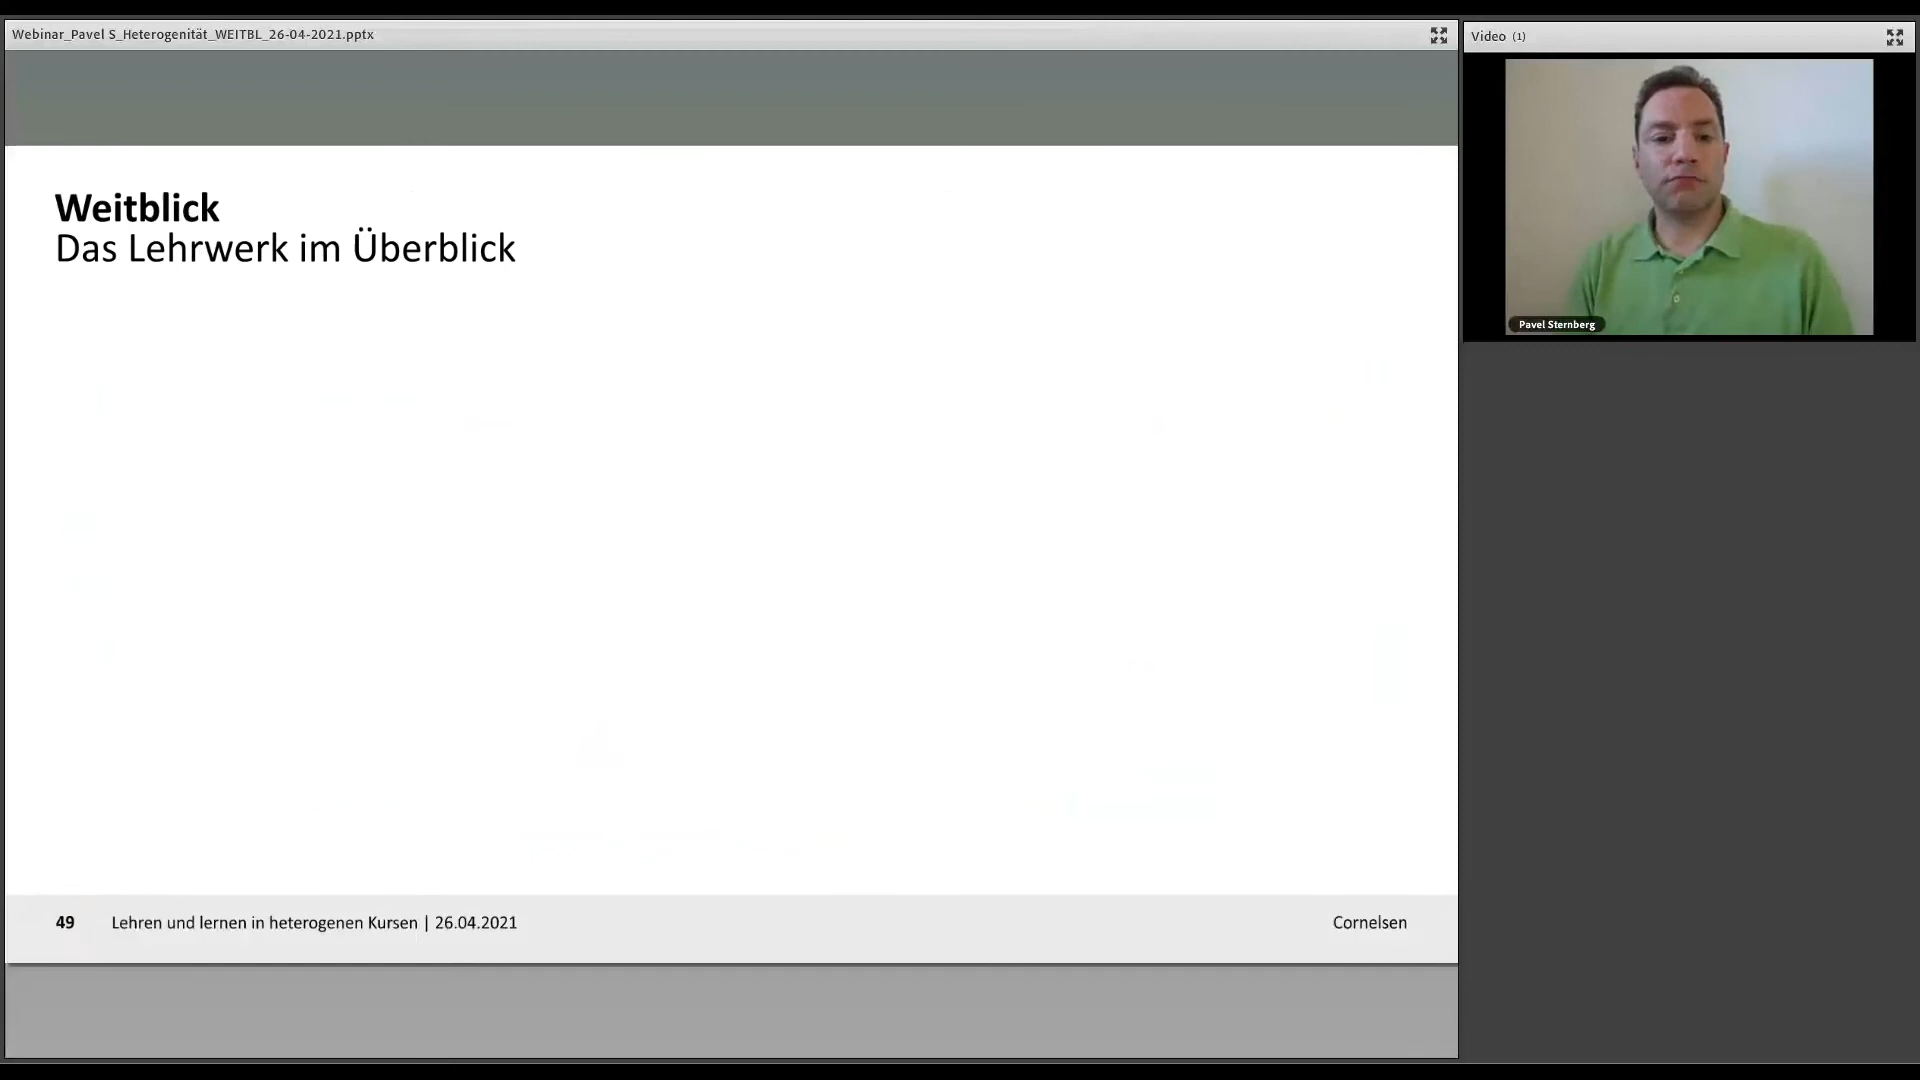 Webinar_Pavel S_Heterogenität_WEITBL_26-04-2021.pptx
Video (1)
Pavel Sternberg
Weitblick
Das Lehrwerk im Überblick
49 Lehren und lernen in heterogenen Kursen | 26.04.2021 Cornelsen